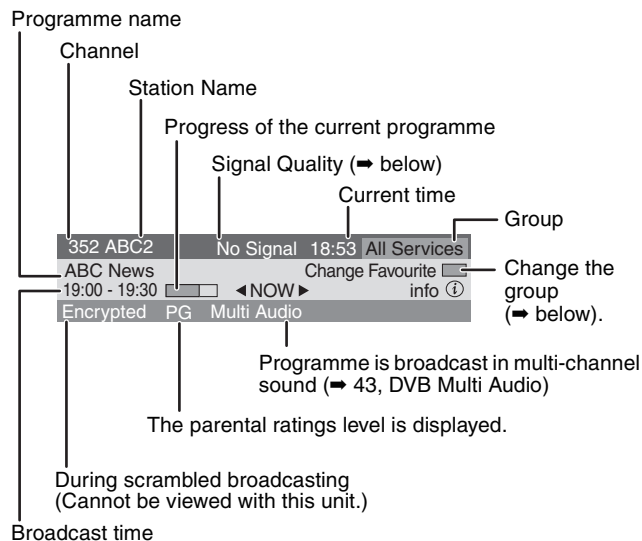 Programme name
Channel
Station Name
Progress of the current programme
Signal Quality (➡ below)
Current time
Group
352 ABC2 No Signal 18:53 All Services
ABC News Change Favourite
19:00 - 19:30 ◀NOW▶ info ⓘ
Encrypted PG Multi Audio
Change the
group
(➡ below).
Programme is broadcast in multi-channel
sound (➡ 43, DVB Multi Audio)
The parental ratings level is displayed.
During scrambled broadcasting
(Cannot be viewed with this unit.)
Broadcast time